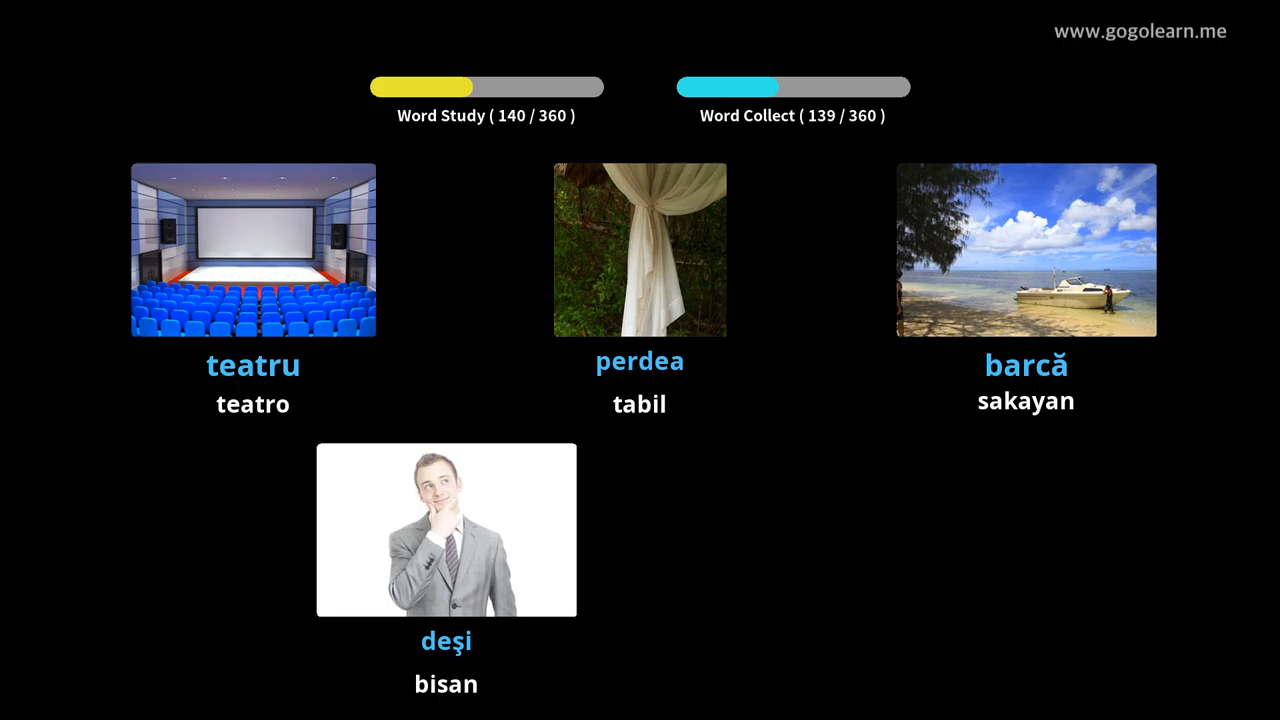 www.gogolearn.me
Word Study ( 140 / 360 )
Word Collect ( 139 / 360 )
teatru
teatro
perdea
tabil
barcă
sakayan
deşi
bisan